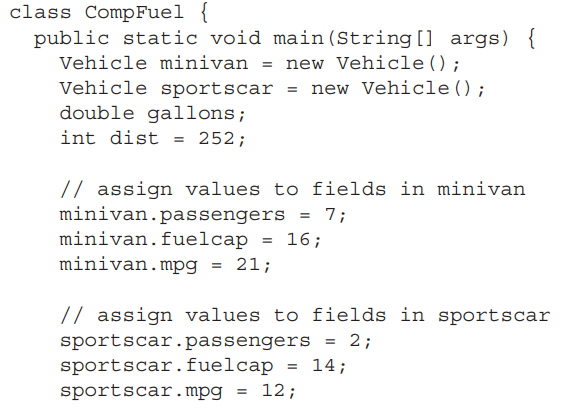 class CompFuel {
  public static void main(String[] args) {
    Vehicle minivan = new Vehicle();
    Vehicle sportscar = new Vehicle();
    double gallons;
    int dist = 252;

    // assign values to fields in minivan
    minivan.passengers = 7;
    minivan.fuelcap = 16;
    minivan.mpg = 21;

    // assign values to fields in sportscar
    sportscar.passengers = 2;
    sportscar.fuelcap = 14;
    sportscar.mpg = 12;